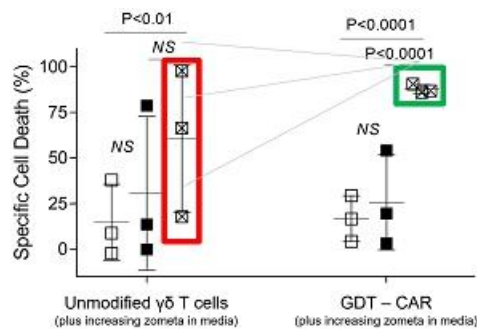 P<0.01
P<0.0001
NS
P<0.0001
Specific Cell Death (%)
100
75
50
25
0
NS
NS
Unmodified γδ T cells
(plus increasing zometa in media)
GDT – CAR
(plus increasing zometa in media)